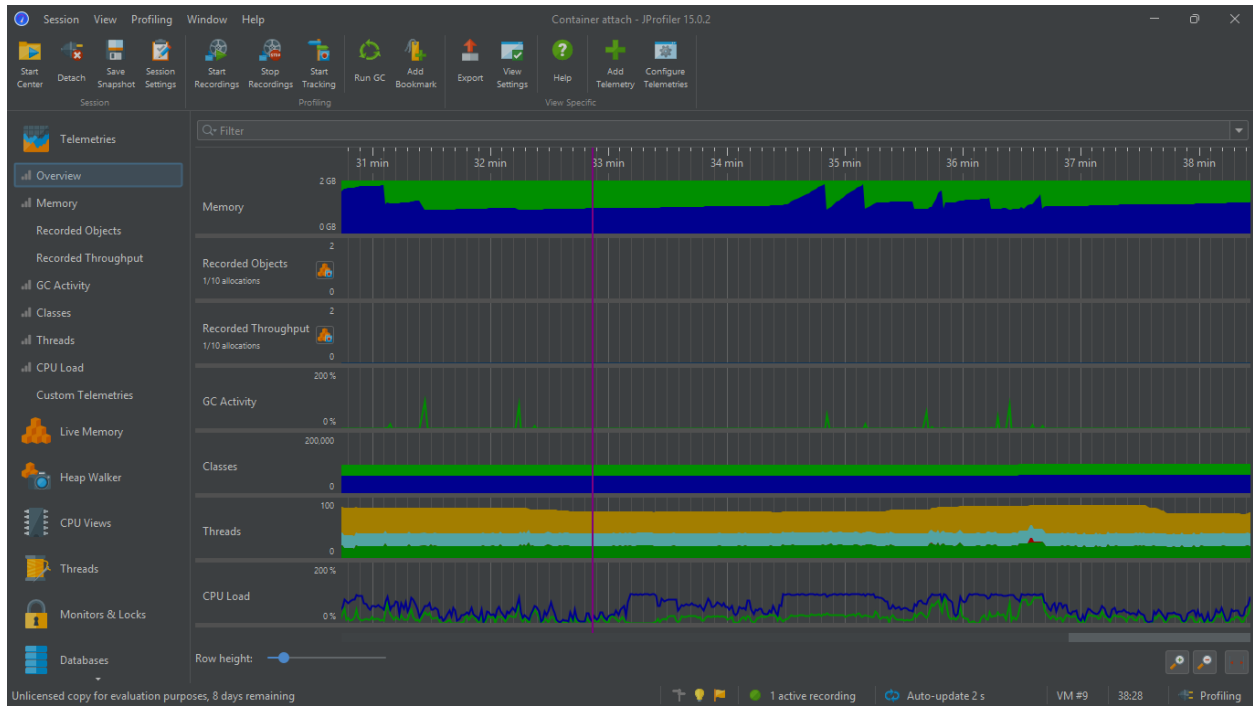 Session View Profiling Window Help
Container attach - JProfiler 15.0.2
Start Center
Detach
Save Snapshot
Session Settings
Start Recordings
Stop Recordings
Start Tracking
Run GC
Add Bookmark
Export
View Settings
Help
Add Telemetry
Configure Telemetries
Session
Profiling
View Specific
Telemetries
Overview
Memory
Recorded Objects
Recorded Throughput
GC Activity
Classes
Threads
CPU Load
Custom Telemetries
Live Memory
Heap Walker
CPU Views
Threads
Monitors & Locks
Databases
Filter
31 min 32 min 33 min 34 min 35 min 36 min 37 min 38 min
2 GB
Memory
0 GB
2
Recorded Objects
1/10 allocations
0
2
Recorded Throughput
1/10 allocations
0
200 %
GC Activity
0 %
200.000
Classes
0
100
Threads
0
200 %
CPU Load
0 %
Row height:
Unlicensed copy for evaluation purposes, 8 days remaining
1 active recording
Auto-update 2 s
VM #9
38:28
Profiling